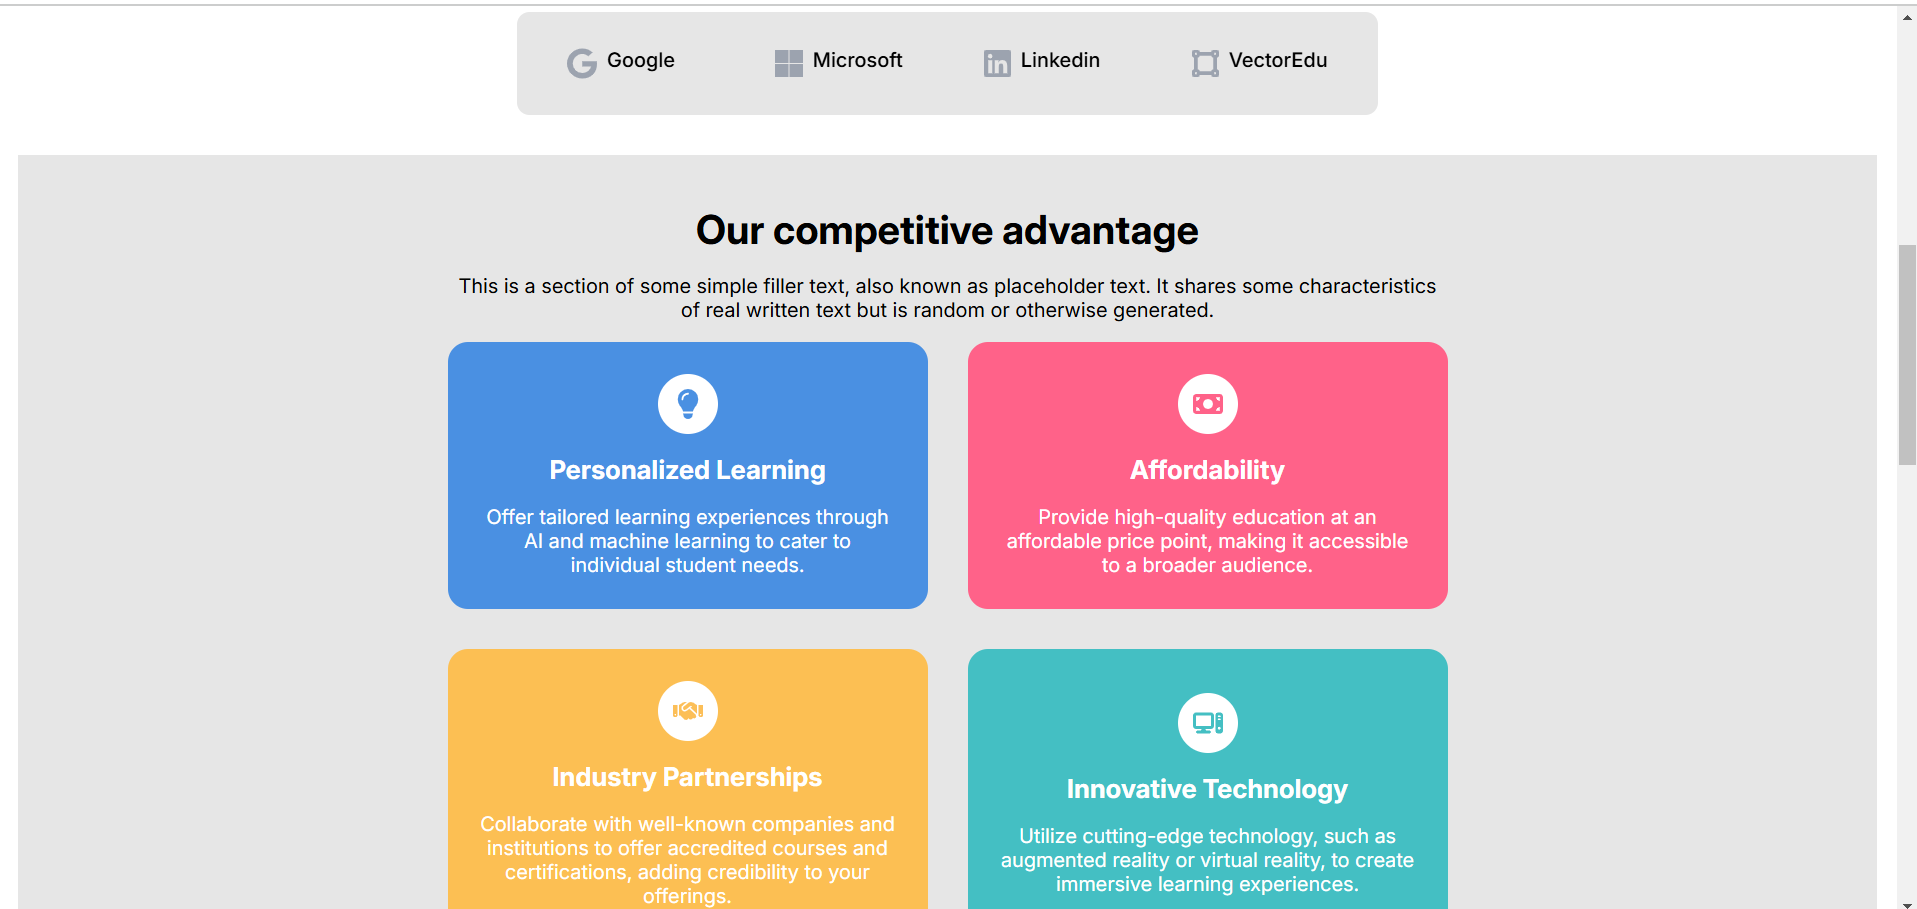 Google
Microsoft
Linkedin
VectorEdu
Our competitive advantage
This is a section of some simple filler text, also known as placeholder text. It shares some characteristics
of real written text but is random or otherwise generated.
Personalized Learning
Offer tailored learning experiences through
AI and machine learning to cater to
individual student needs.
Affordability
Provide high-quality education at an
affordable price point, making it accessible
to a broader audience.
Industry Partnerships
Collaborate with well-known companies and
institutions to offer accredited courses and
certifications, adding credibility to your
offerings.
Innovative Technology
Utilize cutting-edge technology, such as
augmented reality or virtual reality, to create
immersive learning experiences.